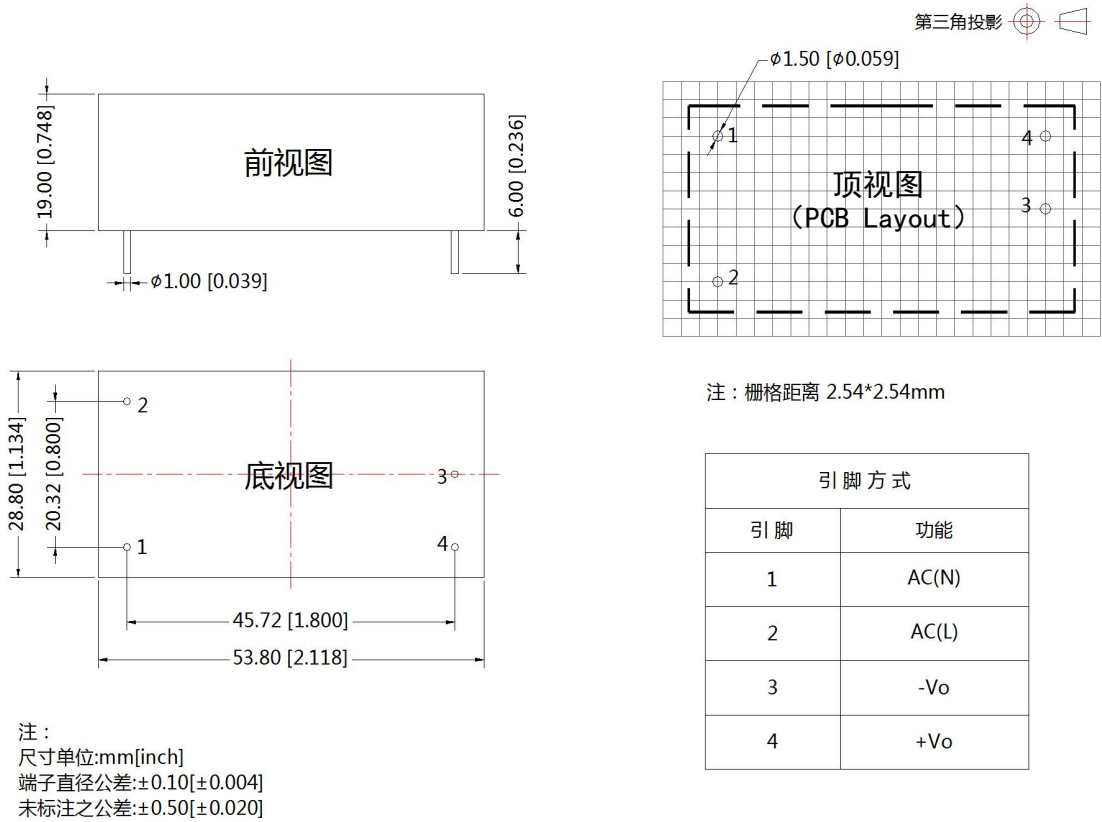 第三角投影
ϕ1.50 [ϕ0.059]
19.00 [0.748]
前视图
6.00 [0.236]
ϕ1.00 [0.039]
1
4
顶视图
（PCB Layout）
3
2
注：栅格距离 2.54*2.54mm
28.80 [1.134]
20.32 [0.800]
2
底视图
3
1
4
45.72 [1.800]
53.80 [2.118]
引脚方式
引脚 功能
1 AC(N)
2 AC(L)
3 -Vo
4 +Vo
注：
尺寸单位:mm[inch]
端子直径公差:±0.10[±0.004]
未标注之公差:±0.50[±0.020]